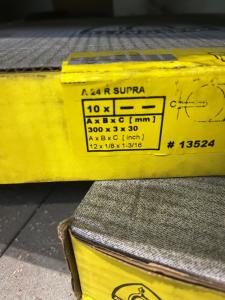 A 24 R SUPRA
10 x
A x B x C [ mm ]
300 x 3 x 30
A x B x C [ inch ]
12 x 1/8 x 1-3/16
C
# 13524